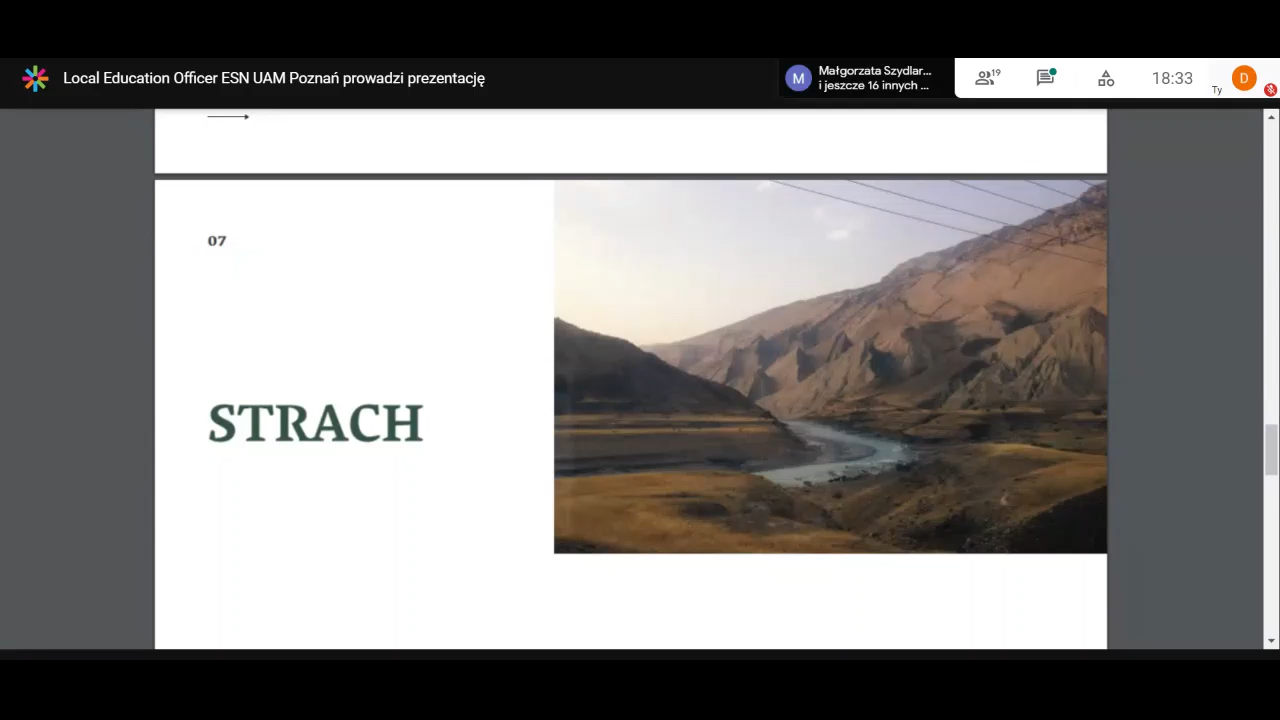 Local Education Officer ESN UAM Poznań prowadzi prezentację
M
Małgorzata Szydlar...
i jeszcze 16 innych ...
19
18:33
Ty
D
07
STRACH